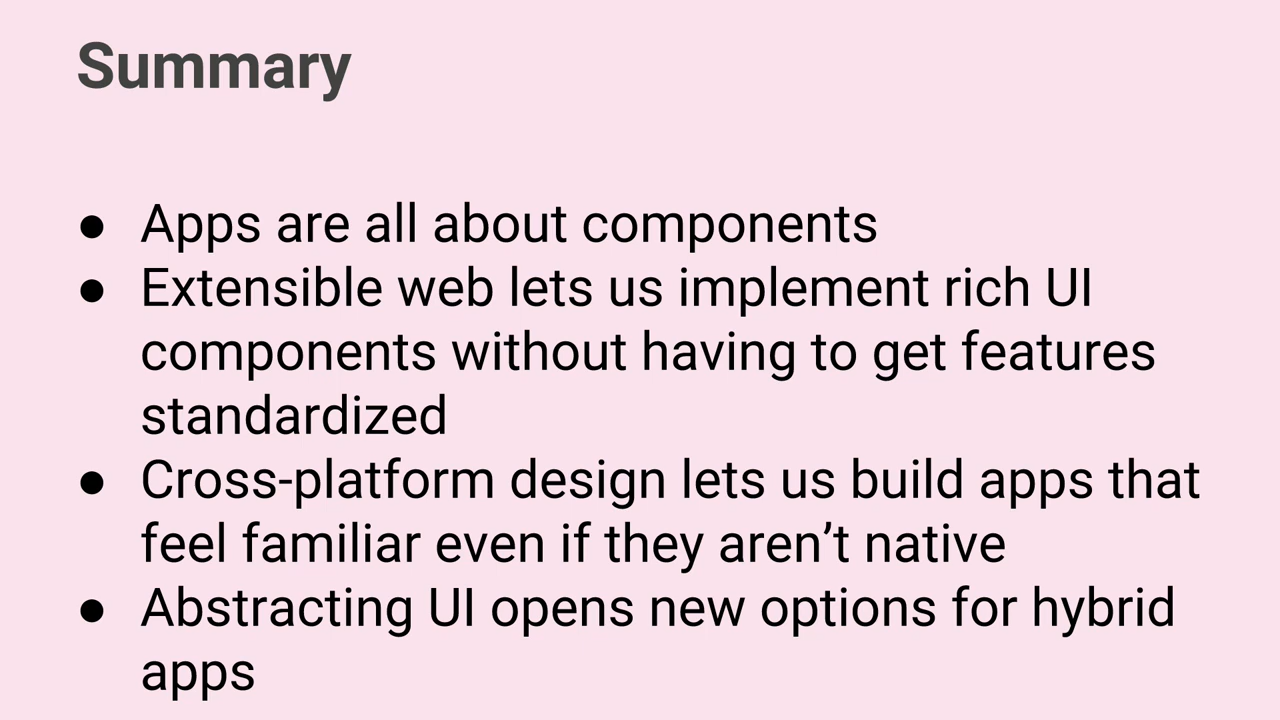 Summary
● Apps are all about components
● Extensible web lets us implement rich UI
components without having to get features
standardized
● Cross-platform design lets us build apps that
feel familiar even if they aren’t native
● Abstracting UI opens new options for hybrid
apps